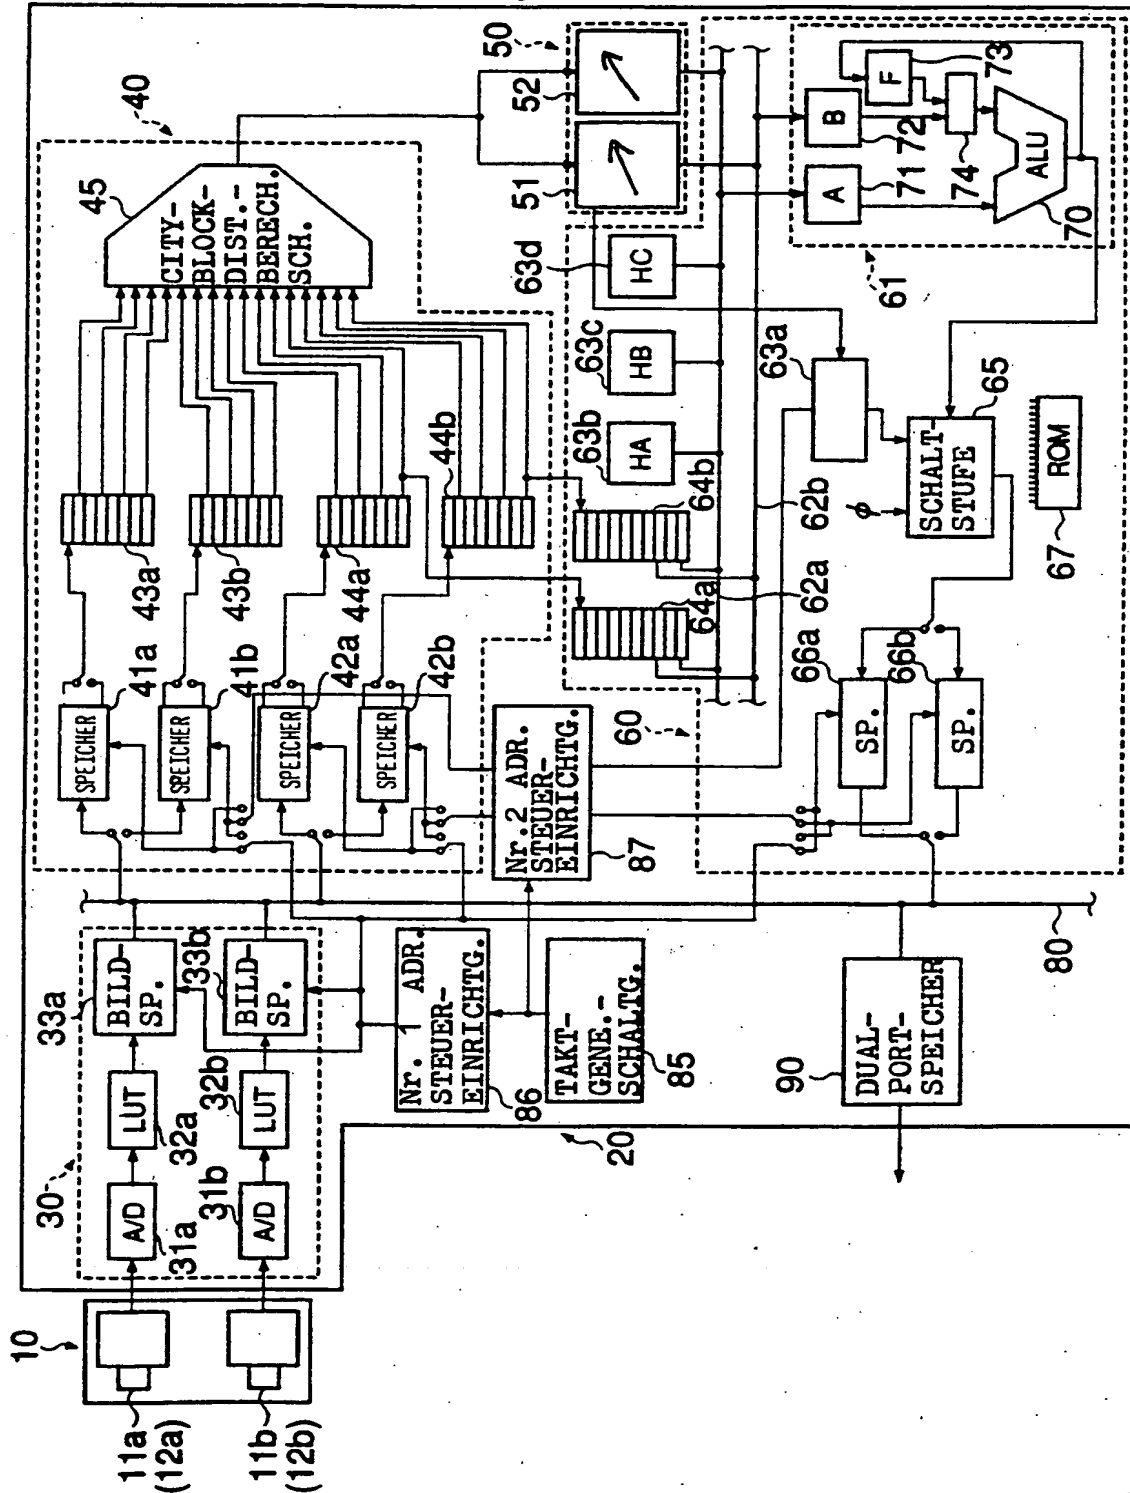 10
11a
(12a)
11b
(12b)
30
A/D
31a
LUT
32a
BILD-
SP.
33a
A/D
31b
LUT
32b
BILD-
SP.
33b
40
SPEICHER
41a
SPEICHER
41b
SPEICHER
42a
SPEICHER
42b
43a
43b
44a
44b
45
CITY-
BLOCK-
DIST.-
BERECH.
SCH.
Nr. 1 ADR.
STEUER-
EINRICHTG.
86
Nr.2 ADR.
STEUER-
EINRICHTG.
87
TAKT-
GENE.-
SCHALTG.
85
20
50
51
52
60
64a
64b
HA
63b
HB
63c
HC
63d
62a
62b
63a
SCHALT-
STUFE
65
ϕ
ROM
67
SP.
66a
SP.
66b
61
A
71
B
72
F
73
74
ALU
70
80
DUAL-
PORT-
SPEICHER
90